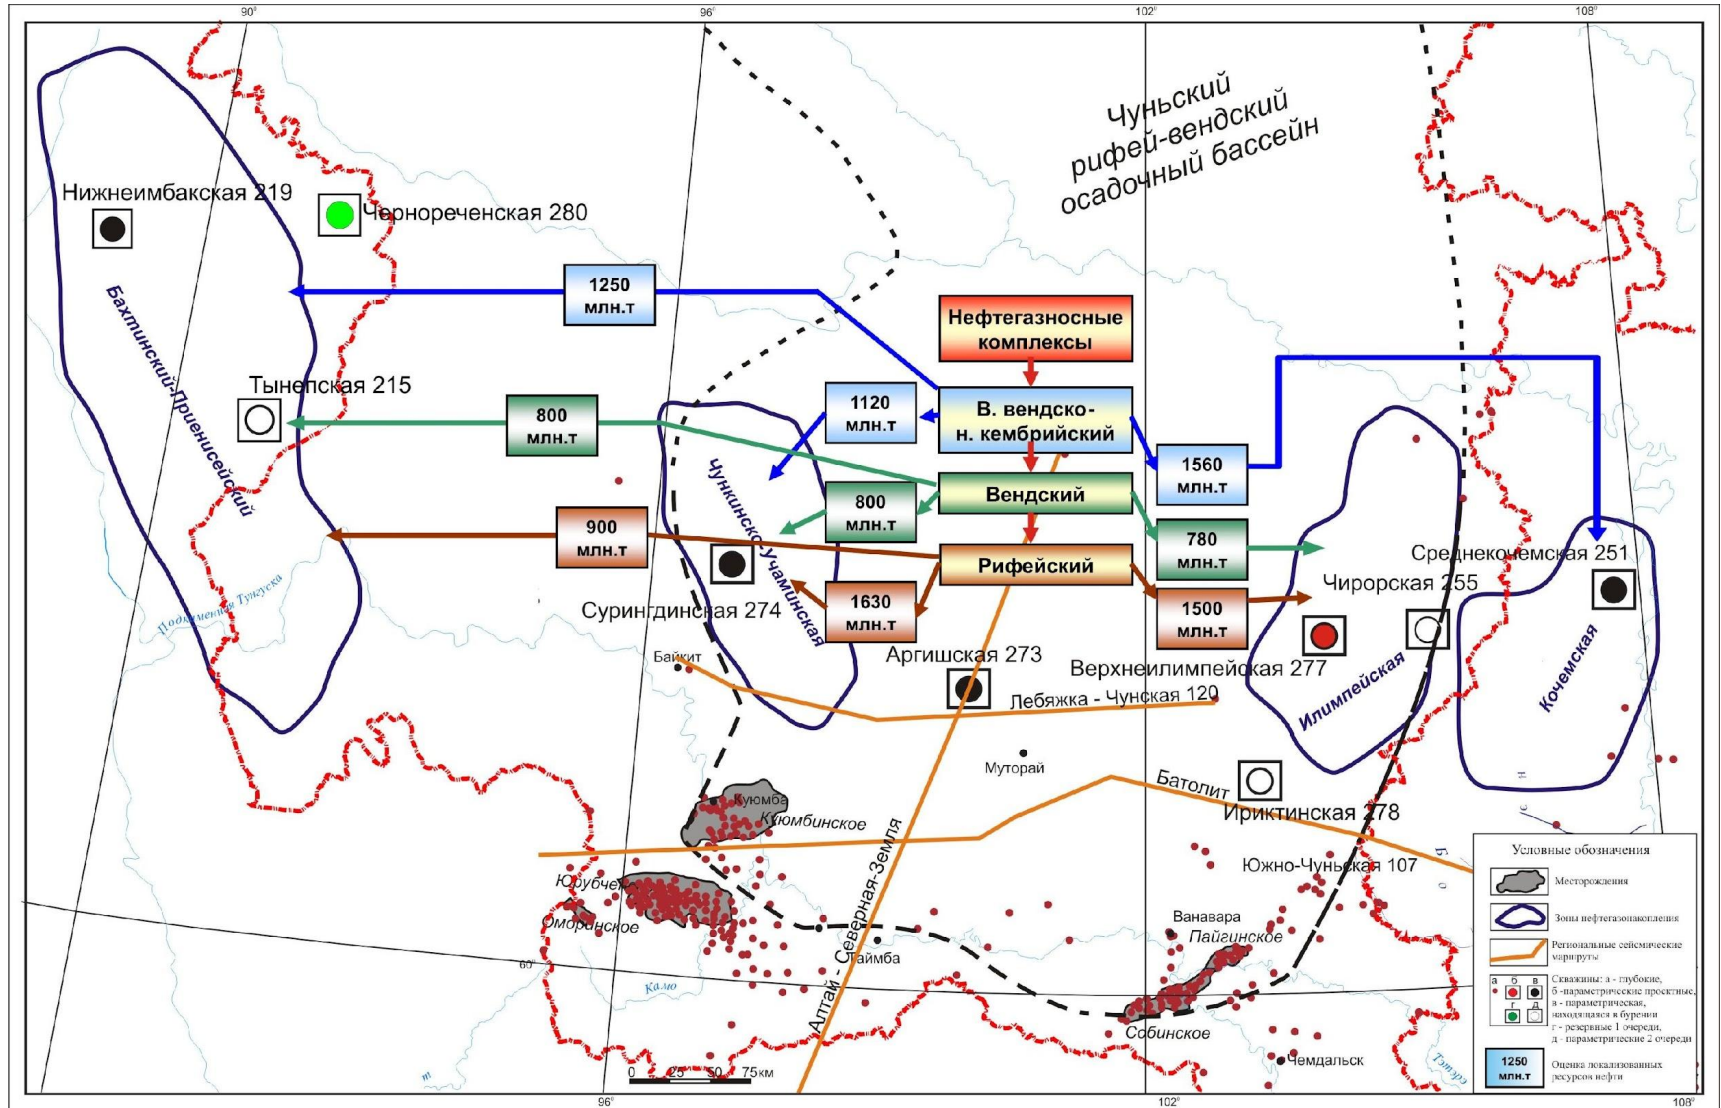 90°
96°
102°
108°
Чуньский
рифей-вендский
осадочный бассейн
Нижнеимбакская 219
Чернореченская 280
Бахтинский-Приенисейский
1250
млн.т
Нефтегазносные
комплексы
Тынепская 215
800
млн.т
1120
млн.т
В. вендско-
н. кембрийский
1560
млн.т
Чункинско-Учаминская
800
млн.т
Вендский
900
млн.т
780
млн.т
Рифейский
Среднекочемская 251
Чирорская 255
Подкаменная Тунгуска
Сурингдинская 274
1630
млн.т
1500
млн.т
Байкит
Аргишская 273
Верхнеилимпейская 277
Лебяжка - Чунская 120
Илимпейская
Кочемская
Муторай
Батолит
Ириктинская 278
Куюмба
Куюмбинское
Алтай - Северная-Земля
Южно-Чуньская 107
Юрубчен
Оморинское
Ванавара
Пайгинское
Таймба
60°
Камо
Собинское
Чемдальск
Тэтэрэ
0 25 50 75км
Условные обозначения
Месторождения
Зоны нефтегазонакопления
Региональные сейсмические
маршруты
а б в
г д
Скважины: а - глубокие,
б -параметрические проектные,
в - параметрическая,
находящаяся в бурении
г - резервные 1 очереди,
д - параметрические 2 очереди
1250
млн.т
Оценка локализованных
ресурсов нефти
96°
102°
108°